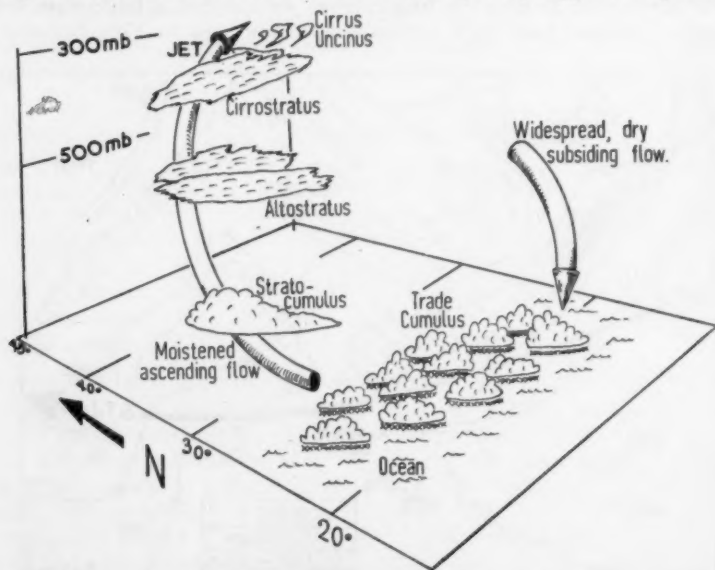 300mb
JET
Cirrus
Uncinus
Cirrostratus
500mb
Widespread, dry
subsiding flow.
Altostratus
Strato-
cumulus
Trade
Cumulus
Moistened
ascending flow
40°
30°
N
Ocean
20°